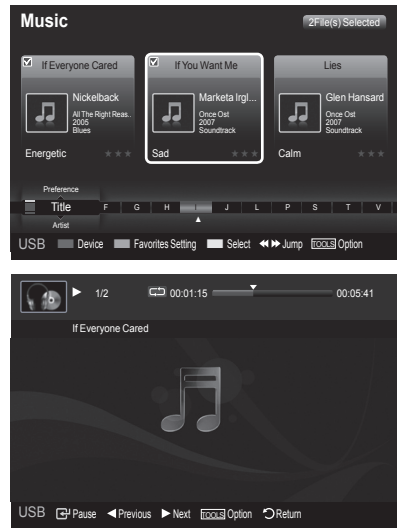 Music
2File(s) Selected
If Everyone Cared
If You Want Me
Lies
Nickelback
All The Right Reas..
2005
Blues
Marketa Irgl...
Once Ost
2007
Soundtrack
Glen Hansard
Once Ost
2007
Soundtrack
Energetic
Sad
Calm
Preference
Title F G H I J L P S T V
Artist
USB Device Favorites Setting Select Jump TOOLS Option
1/2 00:01:15 00:05:41
If Everyone Cared
USB Pause Previous Next TOOLS Option Return